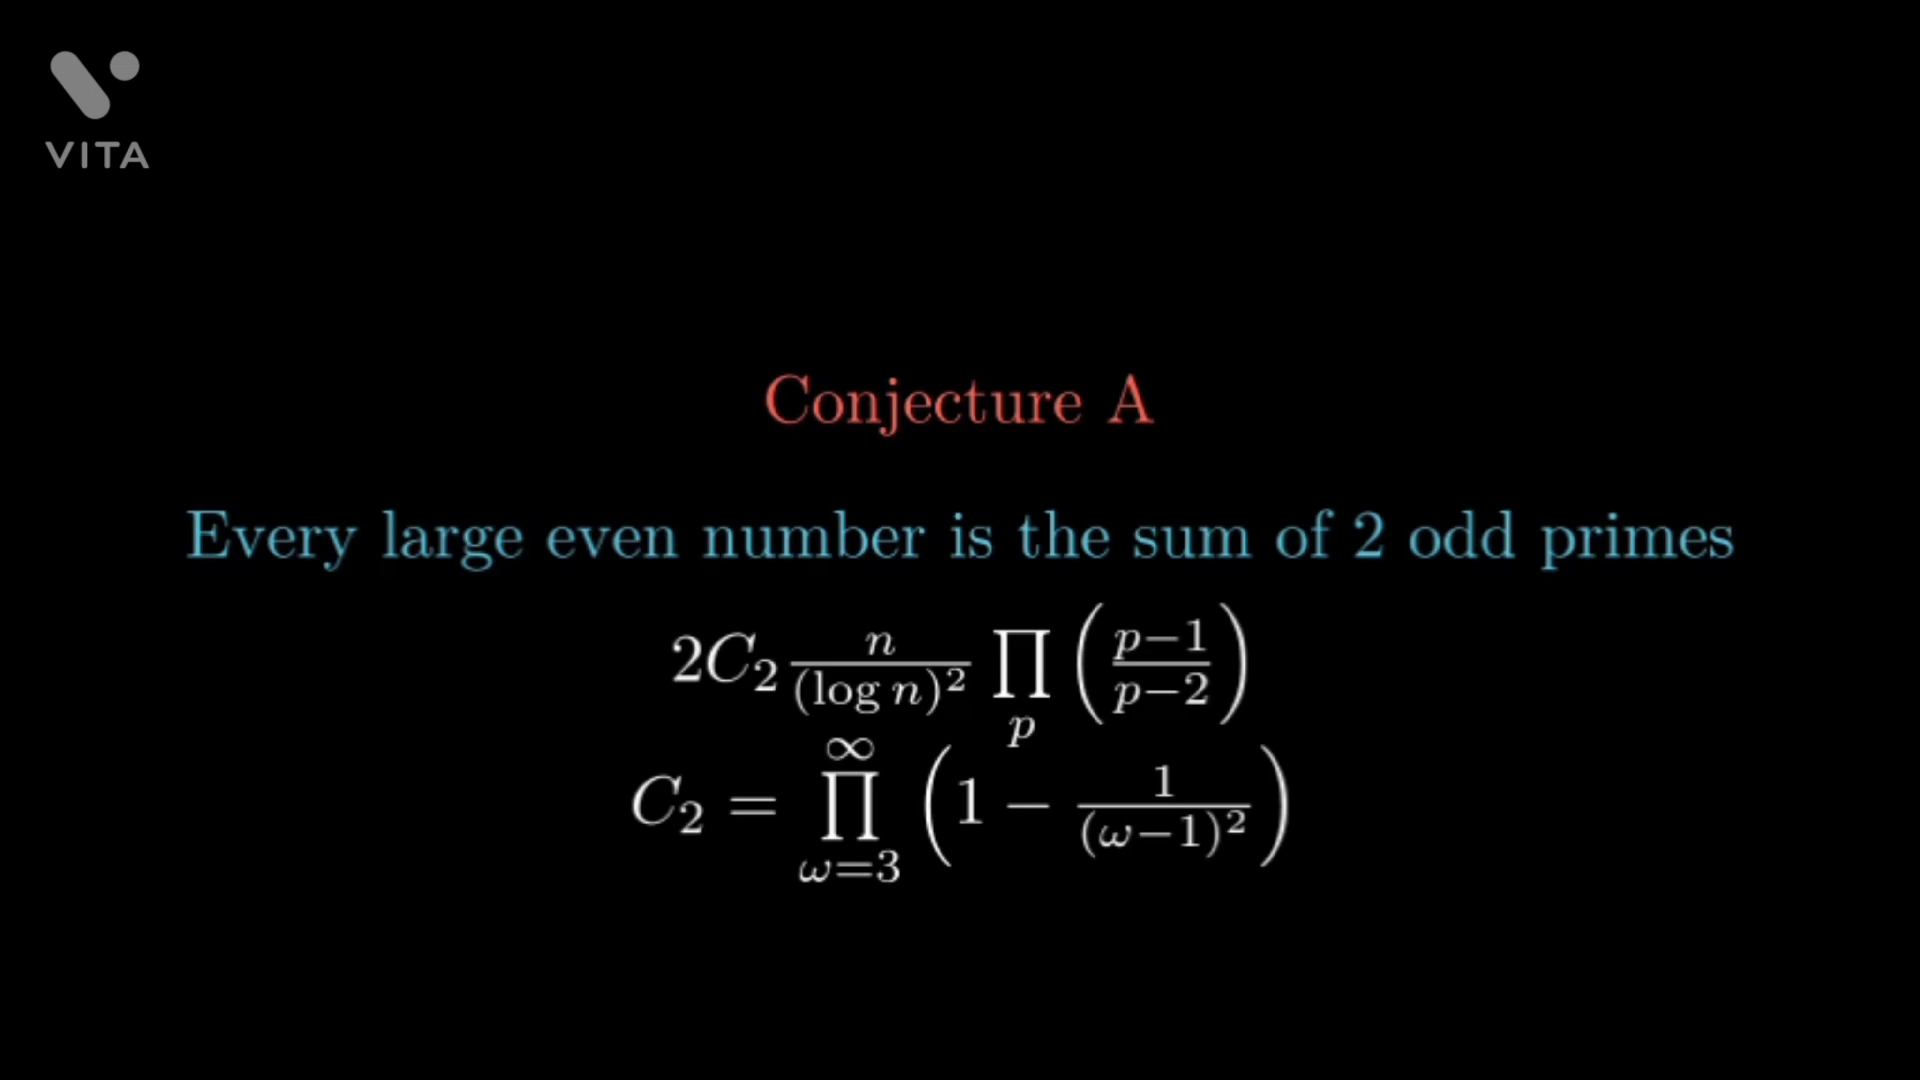 VITA
Conjecture A
Every large even number is the sum of 2 odd primes
2C₂ n/(log n)² ∏_p ((p−1)/(p−2))
C₂ = ∏_{ω=3}^{∞} (1 − 1/(ω−1)²)